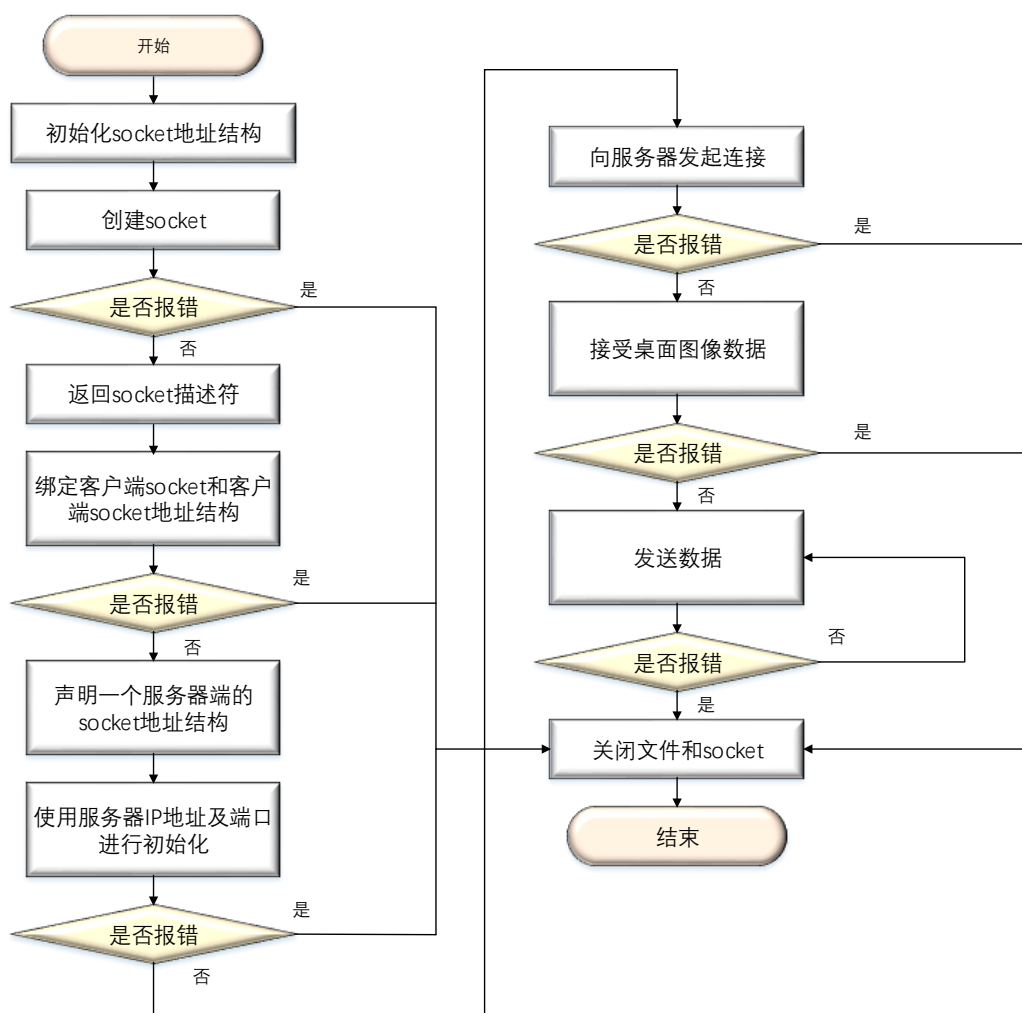 开始
初始化socket地址结构
创建socket
是否报错
是
否
返回socket描述符
绑定客户端socket和客户
端socket地址结构
是否报错
是
否
声明一个服务器端的
socket地址结构
使用服务器IP地址及端口
进行初始化
是否报错
是
否
向服务器发起连接
是否报错
是
否
接受桌面图像数据
是否报错
是
否
发送数据
是否报错
否
是
关闭文件和socket
结束